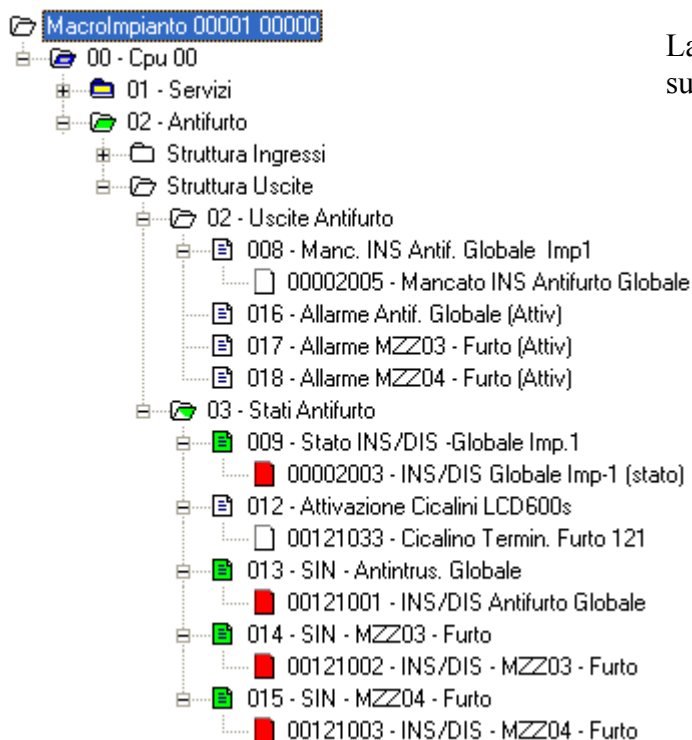 MacroImpianto 00001 00000
00 - Cpu 00
La
su
01 - Servizi
02 - Antifurto
Struttura Ingressi
Struttura Uscite
02 - Uscite Antifurto
008 - Manc. INS Antif. Globale Imp1
00002005 - Mancato INS Antifurto Globale
016 - Allarme Antif. Globale (Attiv)
017 - Allarme MZZ03 - Furto (Attiv)
018 - Allarme MZZ04 - Furto (Attiv)
03 - Stati Antifurto
009 - Stato INS/DIS -Globale Imp.1
00002003 - INS/DIS Globale Imp-1 (stato)
012 - Attivazione Cicalini LCD600s
00121033 - Cicalino Termin. Furto 121
013 - SIN - Antintrus. Globale
00121001 - INS/DIS Antifurto Globale
014 - SIN - MZZ03 - Furto
00121002 - INS/DIS - MZZ03 - Furto
015 - SIN - MZZ04 - Furto
00121003 - INS/DIS - MZZ04 - Furto